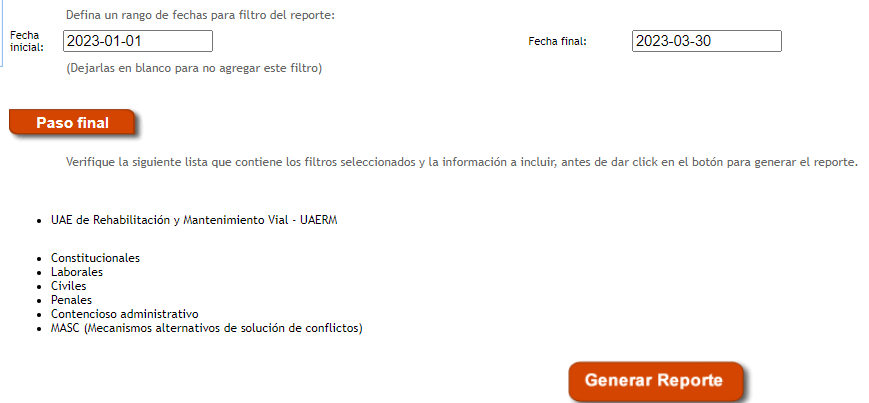 Defina un rango de fechas para filtro del reporte:
Fecha inicial: 2023-01-01 Fecha final: 2023-03-30
(Dejarlas en blanco para no agregar este filtro)
Paso final
Verifique la siguiente lista que contiene los filtros seleccionados y la información a incluir, antes de dar click en el botón para generar el reporte.
• UAE de Rehabilitación y Mantenimiento Vial - UAERM
• Constitucionales
• Laborales
• Civiles
• Penales
• Contencioso administrativo
• MASC (Mecanismos alternativos de solución de conflictos)
Generar Reporte